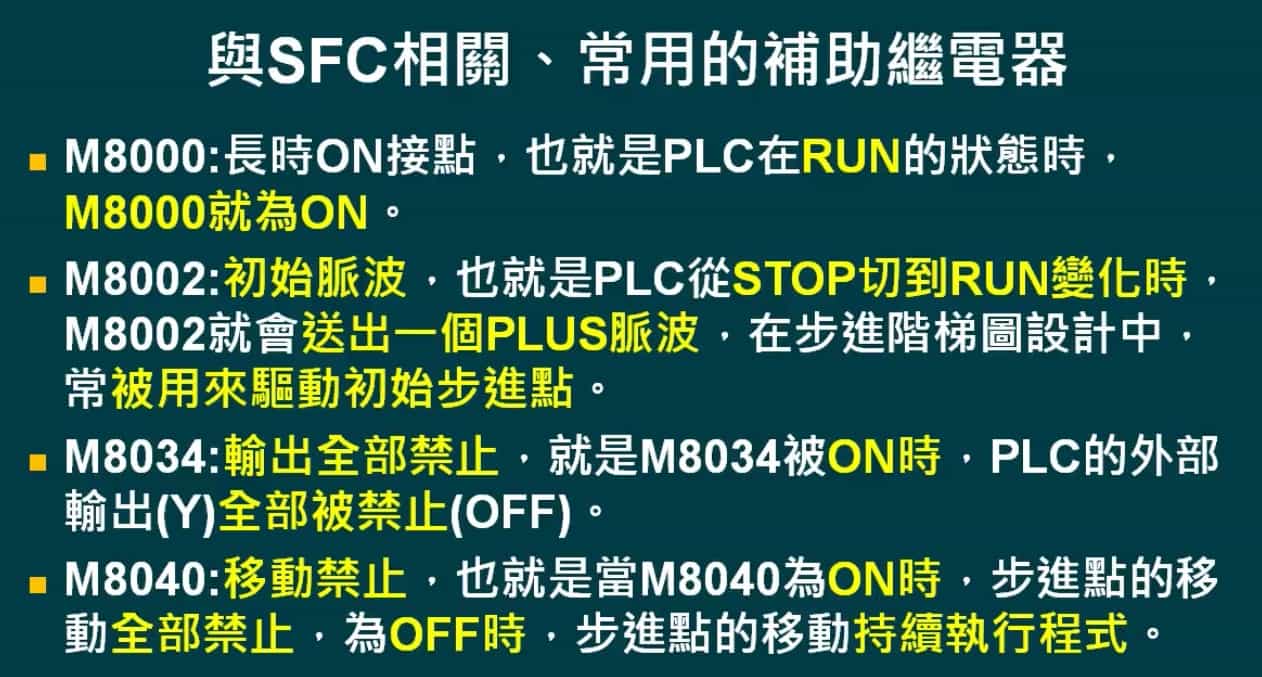 與SFC相關、常用的補助繼電器
■ M8000:長時ON接點，也就是PLC在RUN的狀態時，
M8000就為ON。
■ M8002:初始脈波，也就是PLC從STOP切到RUN變化時，
M8002就會送出一個PLUS脈波，在步進階梯圖設計中，
常被用來驅動初始步進點。
■ M8034:輸出全部禁止，就是M8034被ON時，PLC的外部
輸出(Y)全部被禁止(OFF)。
■ M8040:移動禁止，也就是當M8040為ON時，步進點的移
動全部禁止，為OFF時，步進點的移動持續執行程式。